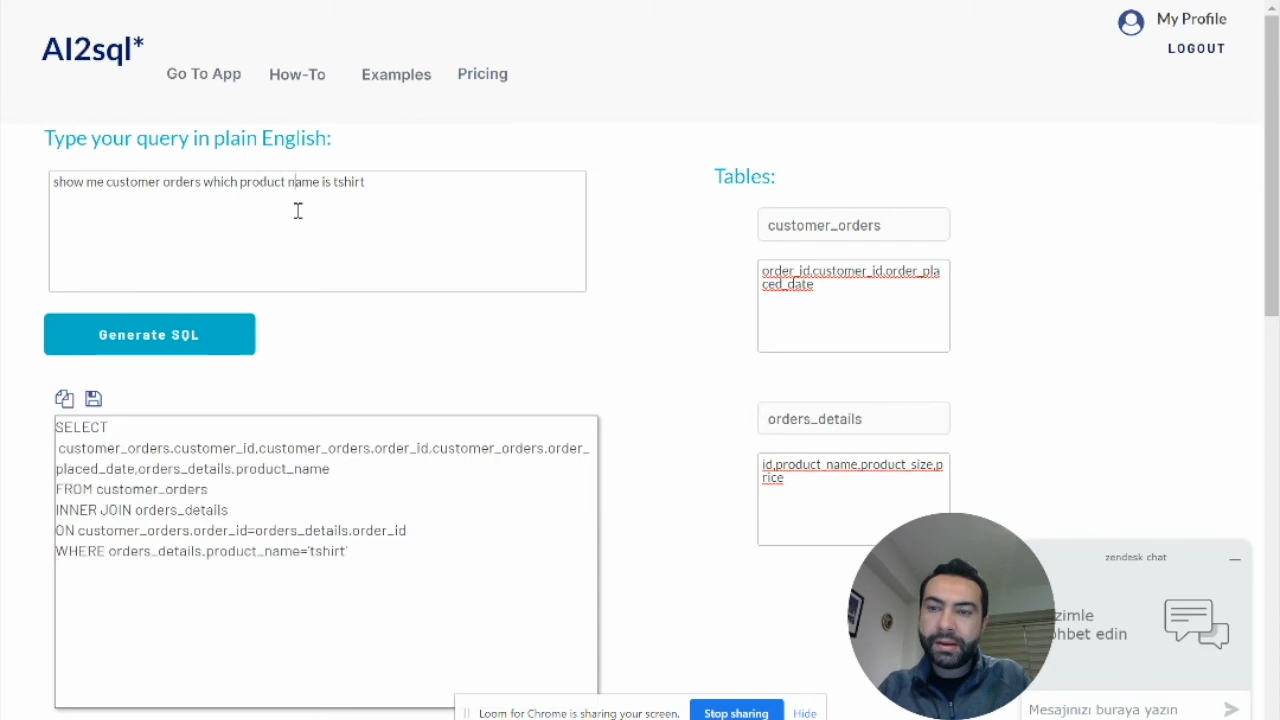 My Profile
LOGOUT
AI2sql*
Go To App
How-To
Examples
Pricing
Type your query in plain English:
show me customer orders which product name is tshirt
Generate SQL
SELECT
customer_orders.customer_id,customer_orders.order_id,customer_orders.order_
placed_date,orders_details.product_name
FROM customer_orders
INNER JOIN orders_details
ON customer_orders.order_id=orders_details.order_id
WHERE orders_details.product_name='tshirt'
Tables:
customer_orders
order_id,customer_id,order_pla
ced_date
orders_details
id,product_name,product_size,p
rice
zendesk chat
Mesajınızı buraya yazın
Loom for Chrome is sharing your screen.
Stop sharing
Hide